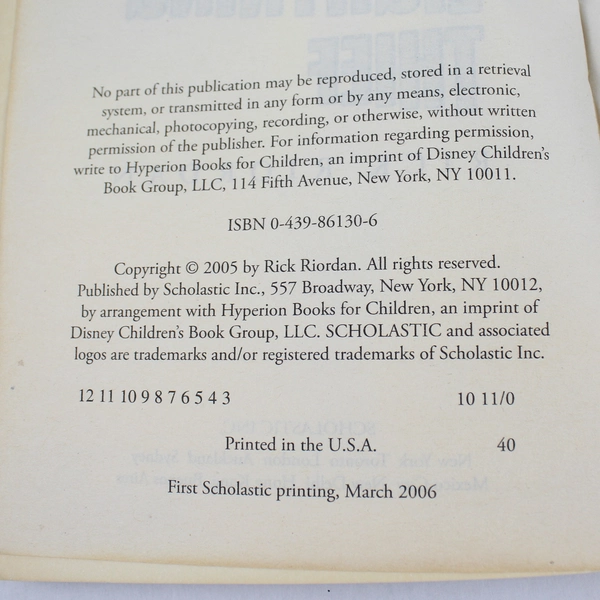 No part of this publication may be reproduced, stored in a retrieval
system, or transmitted in any form or by any means, electronic,
mechanical, photocopying, recording, or otherwise, without written
permission of the publisher. For information regarding permission,
write to Hyperion Books for Children, an imprint of Disney Children's
Book Group, LLC, 114 Fifth Avenue, New York, NY 10011.
ISBN 0-439-86130-6
Copyright © 2005 by Rick Riordan. All rights reserved.
Published by Scholastic Inc., 557 Broadway, New York, NY 10012,
by arrangement with Hyperion Books for Children, an imprint of
Disney Children's Book Group, LLC. SCHOLASTIC and associated
logos are trademarks and/or registered trademarks of Scholastic Inc.
12 11 10 9 8 7 6 5 4 3 10 11/0
Printed in the U.S.A. 40
First Scholastic printing, March 2006